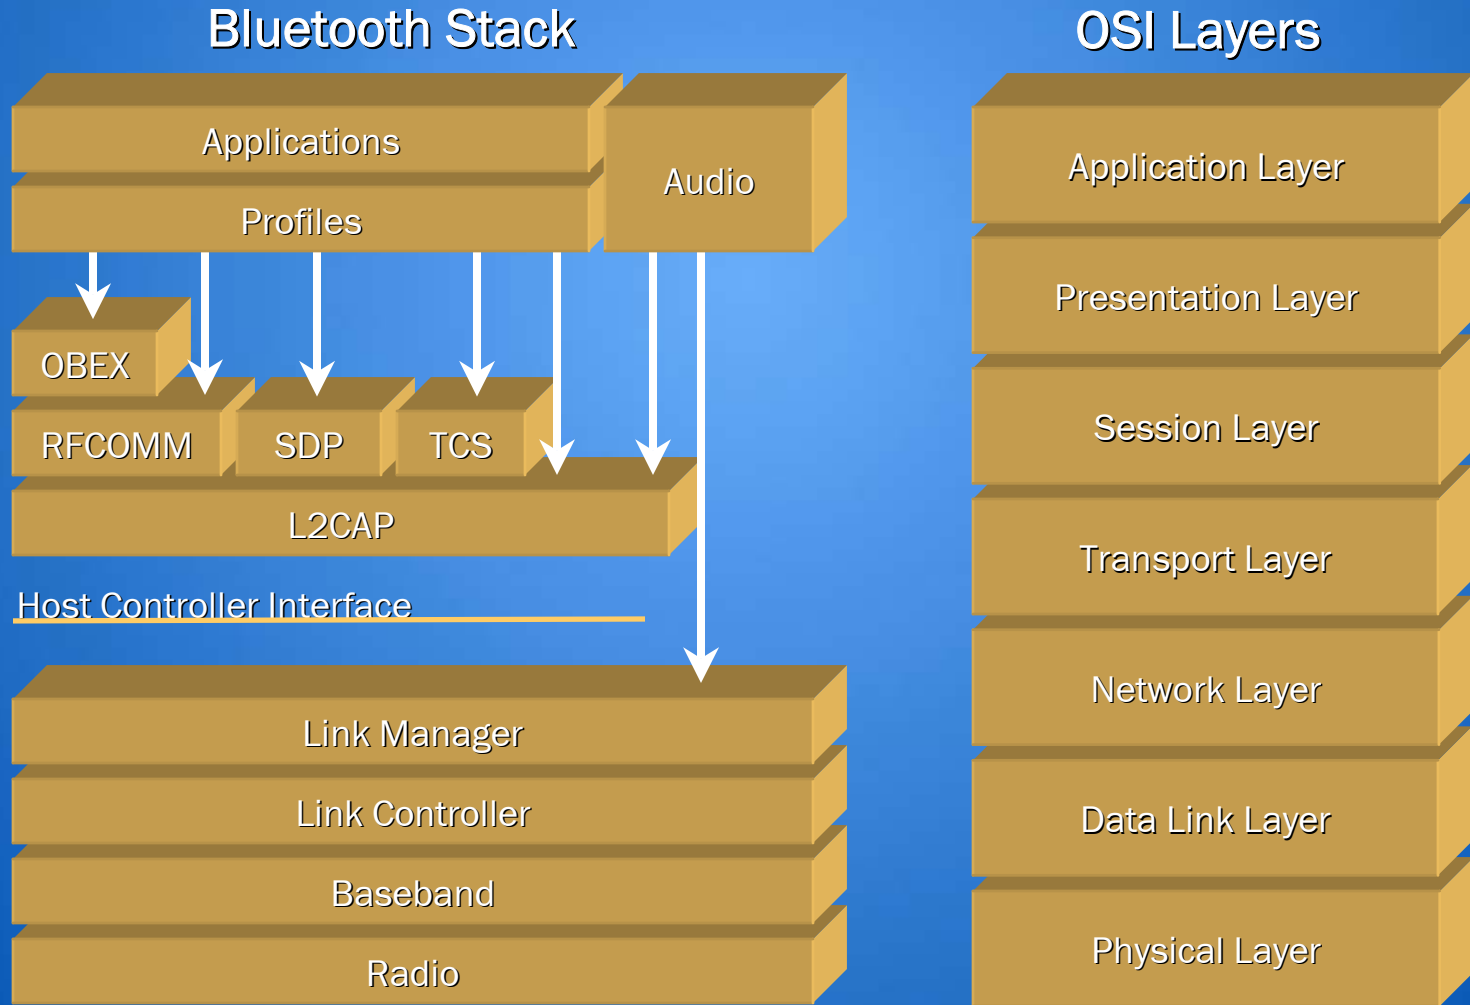 Bluetooth Stack
Applications
Profiles
Audio
OBEX
RFCOMM
SDP
TCS
L2CAP
Host Controller Interface
Link Manager
Link Controller
Baseband
Radio
OSI Layers
Application Layer
Presentation Layer
Session Layer
Transport Layer
Network Layer
Data Link Layer
Physical Layer